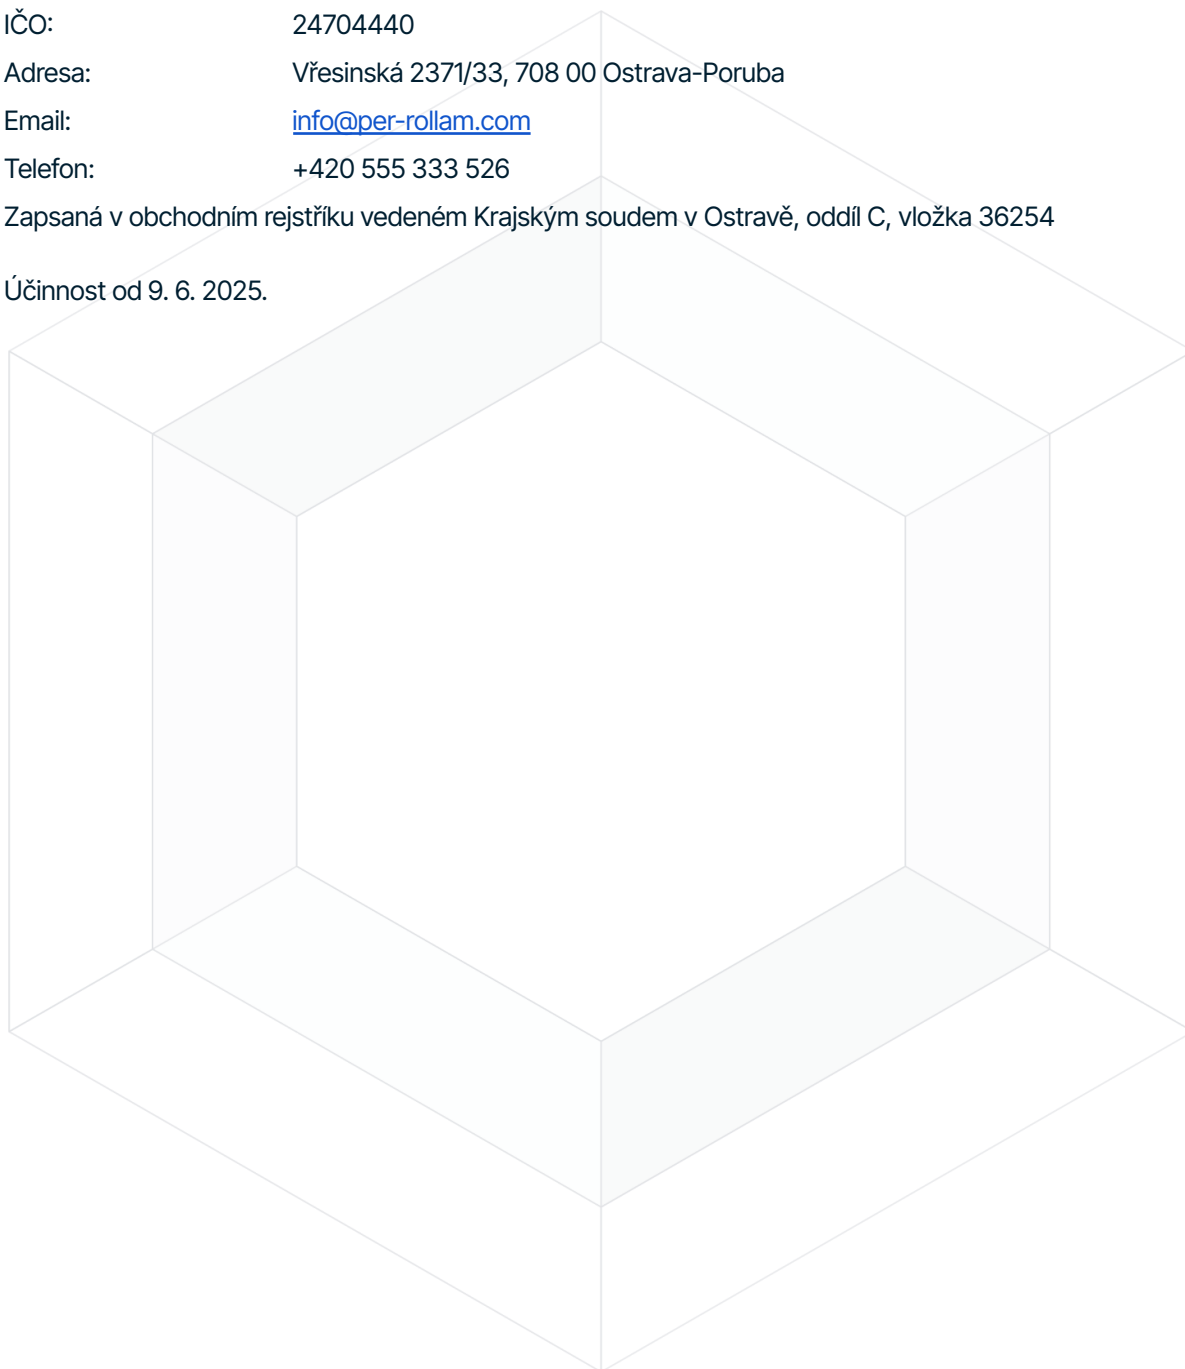 IČO: 24704440
Adresa: Vřesinská 2371/33, 708 00 Ostrava-Poruba
Email: info@per-rollam.com
Telefon: +420 555 333 526
Zapsaná v obchodním rejstříku vedeném Krajským soudem v Ostravě, oddíl C, vložka 36254
Účinnost od 9. 6. 2025.